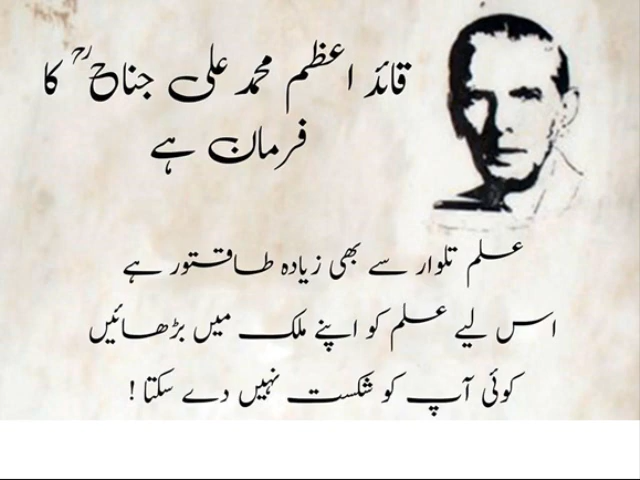 قائد اعظم محمد علی جناحؒ کا
فرمان ہے
علم تلوار سے بھی زیادہ طاقتور ہے
اس لیے علم کو اپنے ملک میں بڑھائیں
کوئی آپ کو شکست نہیں دے سکتا !